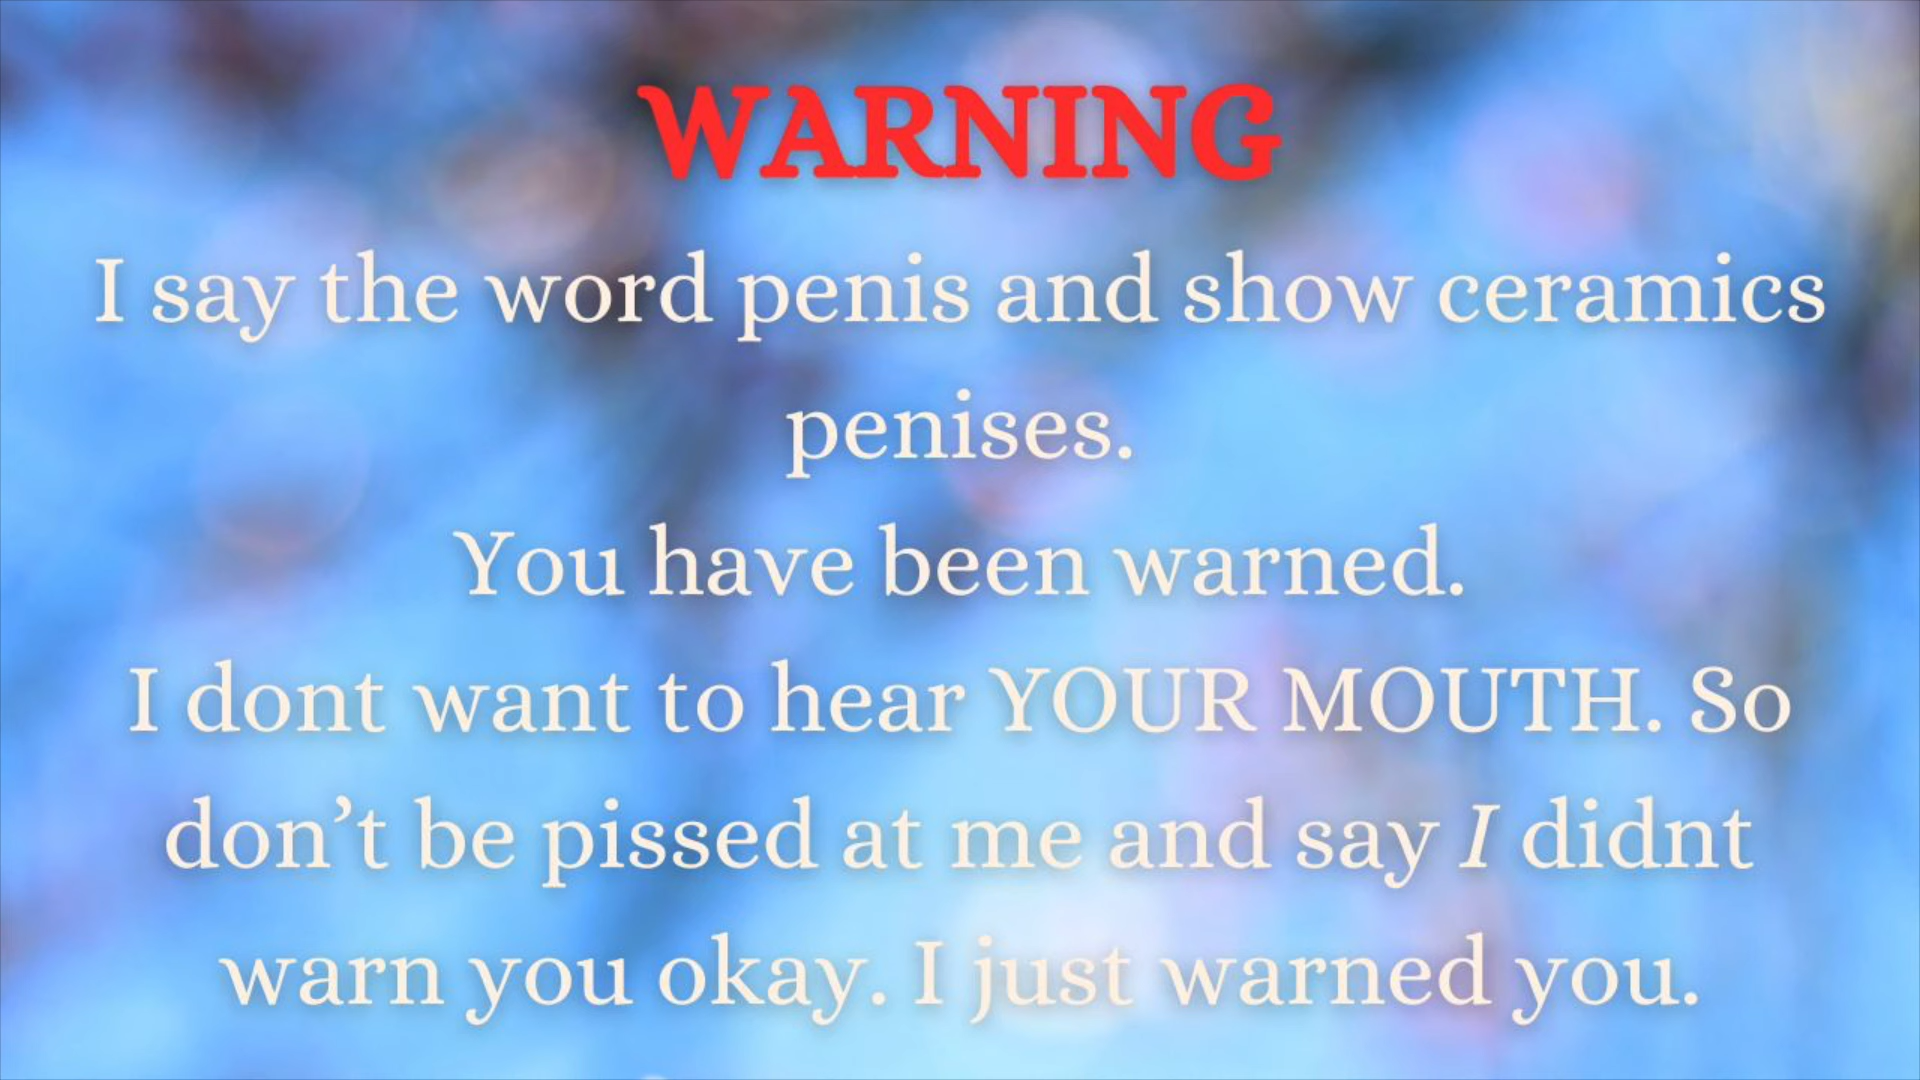 WARNING
I say the word penis and show ceramics
penises.
You have been warned.
I dont want to hear YOUR MOUTH. So
don’t be pissed at me and say I didnt
warn you okay. I just warned you.